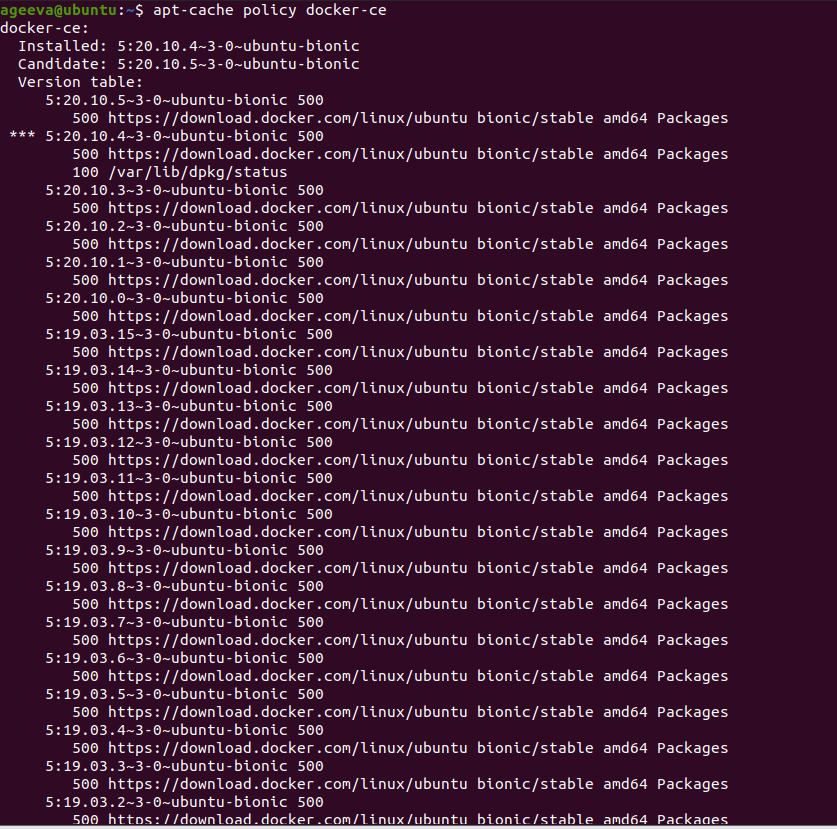 ageeva@ubuntu:~$ apt-cache policy docker-ce
docker-ce:
  Installed: 5:20.10.4~3-0~ubuntu-bionic
  Candidate: 5:20.10.5~3-0~ubuntu-bionic
  Version table:
     5:20.10.5~3-0~ubuntu-bionic 500
        500 https://download.docker.com/linux/ubuntu bionic/stable amd64 Packages
 *** 5:20.10.4~3-0~ubuntu-bionic 500
        500 https://download.docker.com/linux/ubuntu bionic/stable amd64 Packages
        100 /var/lib/dpkg/status
     5:20.10.3~3-0~ubuntu-bionic 500
        500 https://download.docker.com/linux/ubuntu bionic/stable amd64 Packages
     5:20.10.2~3-0~ubuntu-bionic 500
        500 https://download.docker.com/linux/ubuntu bionic/stable amd64 Packages
     5:20.10.1~3-0~ubuntu-bionic 500
        500 https://download.docker.com/linux/ubuntu bionic/stable amd64 Packages
     5:20.10.0~3-0~ubuntu-bionic 500
        500 https://download.docker.com/linux/ubuntu bionic/stable amd64 Packages
     5:19.03.15~3-0~ubuntu-bionic 500
        500 https://download.docker.com/linux/ubuntu bionic/stable amd64 Packages
     5:19.03.14~3-0~ubuntu-bionic 500
        500 https://download.docker.com/linux/ubuntu bionic/stable amd64 Packages
     5:19.03.13~3-0~ubuntu-bionic 500
        500 https://download.docker.com/linux/ubuntu bionic/stable amd64 Packages
     5:19.03.12~3-0~ubuntu-bionic 500
        500 https://download.docker.com/linux/ubuntu bionic/stable amd64 Packages
     5:19.03.11~3-0~ubuntu-bionic 500
        500 https://download.docker.com/linux/ubuntu bionic/stable amd64 Packages
     5:19.03.10~3-0~ubuntu-bionic 500
        500 https://download.docker.com/linux/ubuntu bionic/stable amd64 Packages
     5:19.03.9~3-0~ubuntu-bionic 500
        500 https://download.docker.com/linux/ubuntu bionic/stable amd64 Packages
     5:19.03.8~3-0~ubuntu-bionic 500
        500 https://download.docker.com/linux/ubuntu bionic/stable amd64 Packages
     5:19.03.7~3-0~ubuntu-bionic 500
        500 https://download.docker.com/linux/ubuntu bionic/stable amd64 Packages
     5:19.03.6~3-0~ubuntu-bionic 500
        500 https://download.docker.com/linux/ubuntu bionic/stable amd64 Packages
     5:19.03.5~3-0~ubuntu-bionic 500
        500 https://download.docker.com/linux/ubuntu bionic/stable amd64 Packages
     5:19.03.4~3-0~ubuntu-bionic 500
        500 https://download.docker.com/linux/ubuntu bionic/stable amd64 Packages
     5:19.03.3~3-0~ubuntu-bionic 500
        500 https://download.docker.com/linux/ubuntu bionic/stable amd64 Packages
     5:19.03.2~3-0~ubuntu-bionic 500
        500 https://download.docker.com/linux/ubuntu bionic/stable amd64 Packages